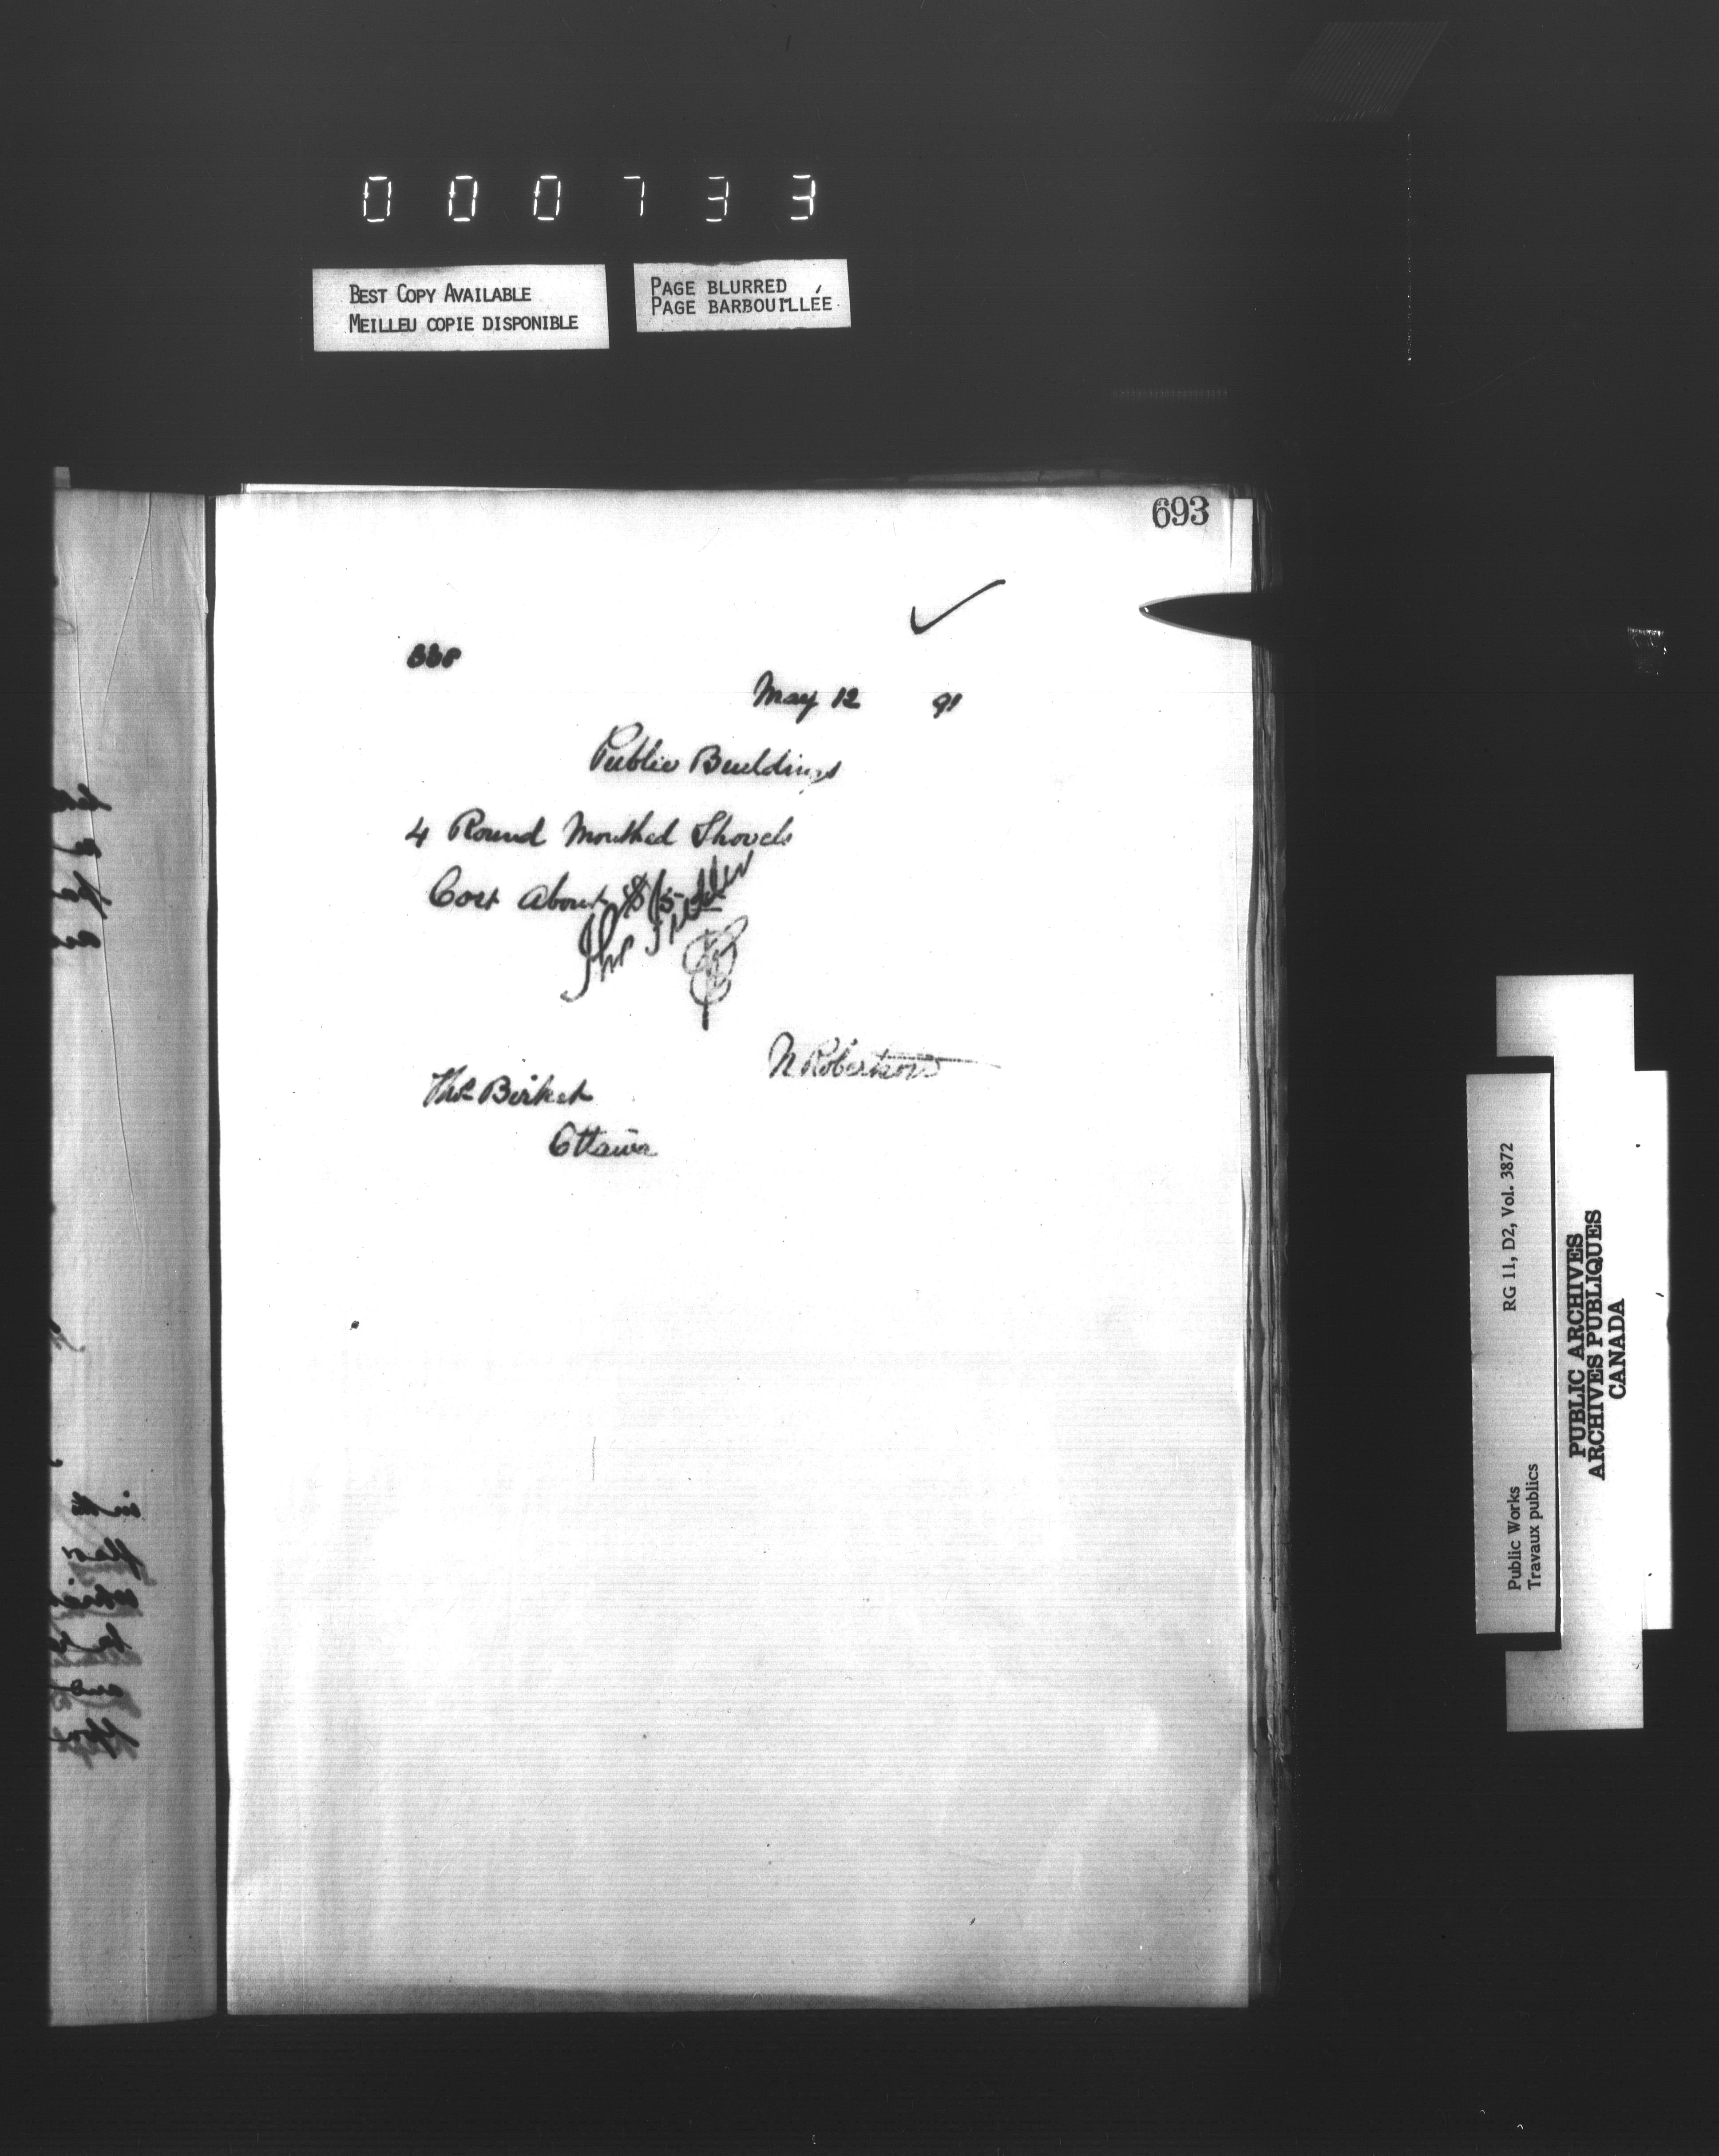 000733
BEST COPY AVAILABLE
MEILLEU COPIE DISPONIBLE
PAGE BLURRED
PAGE BARBOUILLÉE
693
May 12 91
Public Buildings
4 Round Mouthed Shovels
Cost About $
N Robertson
Thos Birket
Ottawa
RG 11, D2, Vol. 3872
Public Works
Travaux publics
PUBLIC ARCHIVES
ARCHIVES PUBLIQUES
CANADA